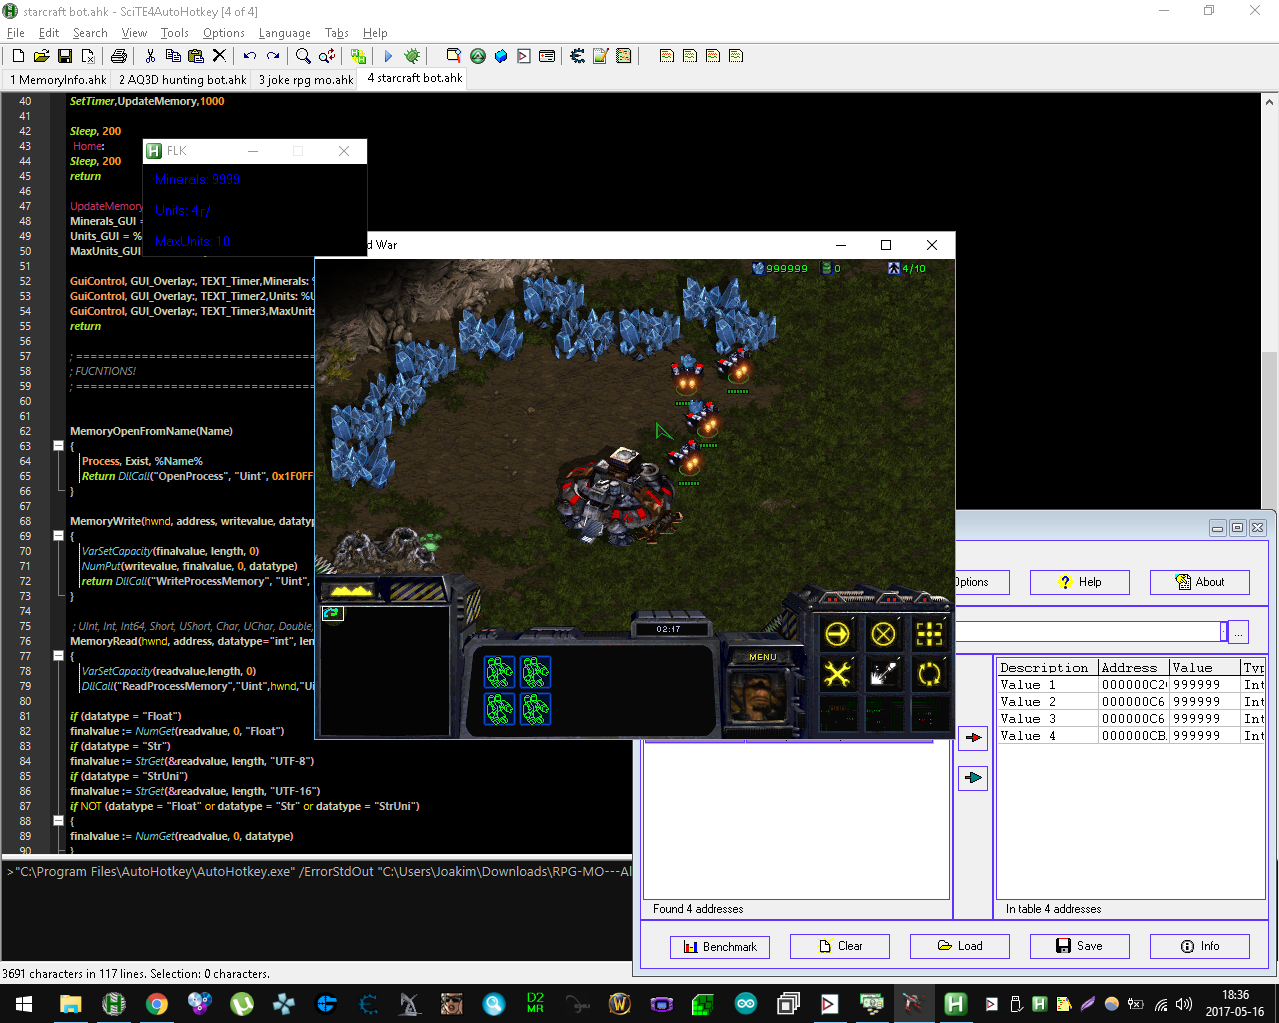 starcraft bot.ahk - SciTE4AutoHotkey [4 of 4]
File Edit Search View Tools Options Language Tabs Help
1 MemoryInfo.ahk 2 AQ3D hunting bot.ahk 3 joke rpg mo.ahk 4 starcraft bot.ahk
40 SetTimer,UpdateMemory,1000
41
42 Sleep, 200
43 Home:
44 Sleep, 200
45 return
46
47 UpdateMemory
48 Minerals_GUI =
49 Units_GUI = %
50 MaxUnits_GUI
51
52 GuiControl, GUI_Overlay:, TEXT_Timer,Minerals: %
53 GuiControl, GUI_Overlay:, TEXT_Timer2,Units: %U
54 GuiControl, GUI_Overlay:, TEXT_Timer3,MaxUnits
55 return
56
57 ; ====================================
58 ; FUCNTIONS!
59 ; ====================================
60
61
62 MemoryOpenFromName(Name)
63 {
64 Process, Exist, %Name%
65 Return DllCall("OpenProcess", "Uint", 0x1F0FF
66 }
67
68 MemoryWrite(hwnd, address, writevalue, datatyp
69 {
70 VarSetCapacity(finalvalue, length, 0)
71 NumPut(writevalue, finalvalue, 0, datatype)
72 return DllCall("WriteProcessMemory", "Uint",
73 }
74
75 ; UInt, Int, Int64, Short, UShort, Char, UChar, Double,
76 MemoryRead(hwnd, address, datatype="int", len
77 {
78 VarSetCapacity(readvalue,length, 0)
79 DllCall("ReadProcessMemory","Uint",hwnd,"Ui
80
81 if (datatype = "Float")
82 finalvalue := NumGet(readvalue, 0, "Float")
83 if (datatype = "Str")
84 finalvalue := StrGet(&readvalue, length, "UTF-8")
85 if (datatype = "StrUni")
86 finalvalue := StrGet(&readvalue, length, "UTF-16")
87 if NOT (datatype = "Float" or datatype = "Str" or datatype = "StrUni")
88 {
89 finalvalue := NumGet(readvalue, 0, datatype)
90 }
FLK
Minerals: 9999
Units: 4
MaxUnits: 10
d War
999999 0 4/10
02:17
MENU
ptions Help About
...
Description Address Value Typ
Value 1 000000C2 999999 Int
Value 2 000000C6 999999 Int
Value 3 000000C6 999999 Int
Value 4 000000CB 999999 Int
Found 4 addresses
In table 4 addresses
Benchmark Clear Load Save Info
>"C:\Program Files\AutoHotkey\AutoHotkey.exe" /ErrorStdOut "C:\Users\Joakim\Downloads\RPG-MO---Al
3691 characters in 117 lines. Selection: 0 characters.
D2
MR
18:36
2017-05-16